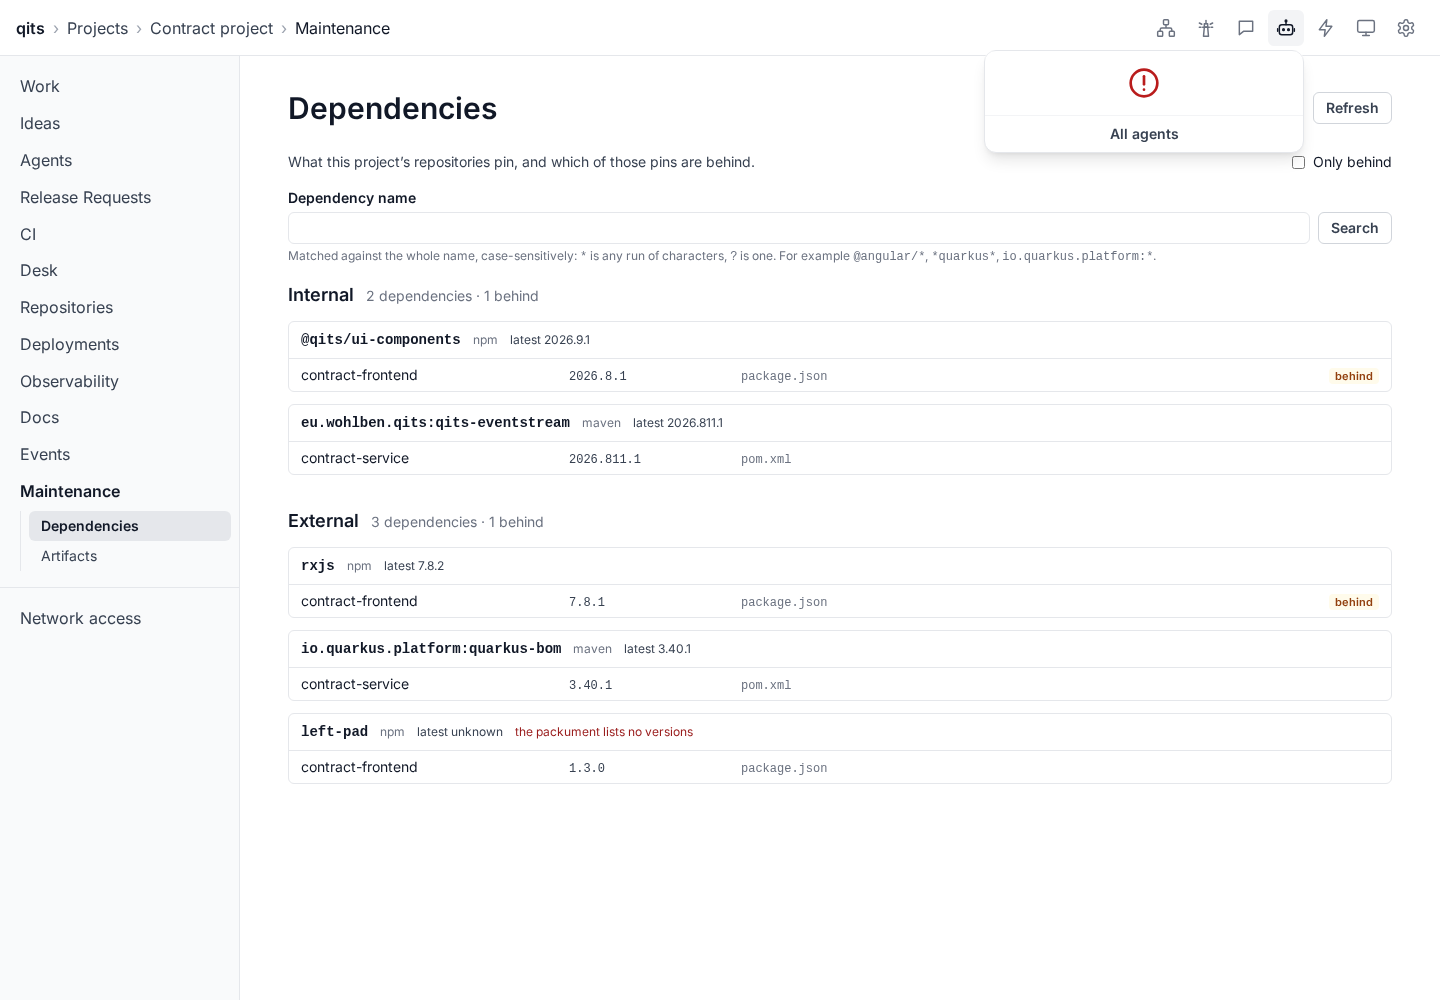 qits › Projects › Contract project › Maintenance
All agents
Work
Ideas
Agents
Release Requests
CI
Desk
Repositories
Deployments
Observability
Docs
Events
Maintenance
Dependencies
Artifacts
Network access
Dependencies
Refresh
What this project’s repositories pin, and which of those pins are behind.
Only behind
Dependency name
Search
Matched against the whole name, case-sensitively: * is any run of characters, ? is one. For example @angular/*, *quarkus*, io.quarkus.platform:*.
Internal 2 dependencies · 1 behind
@qits/ui-components npm latest 2026.9.1
contract-frontend 2026.8.1 package.json behind
eu.wohlben.qits:qits-eventstream maven latest 2026.811.1
contract-service 2026.811.1 pom.xml
External 3 dependencies · 1 behind
rxjs npm latest 7.8.2
contract-frontend 7.8.1 package.json behind
io.quarkus.platform:quarkus-bom maven latest 3.40.1
contract-service 3.40.1 pom.xml
left-pad npm latest unknown the packument lists no versions
contract-frontend 1.3.0 package.json